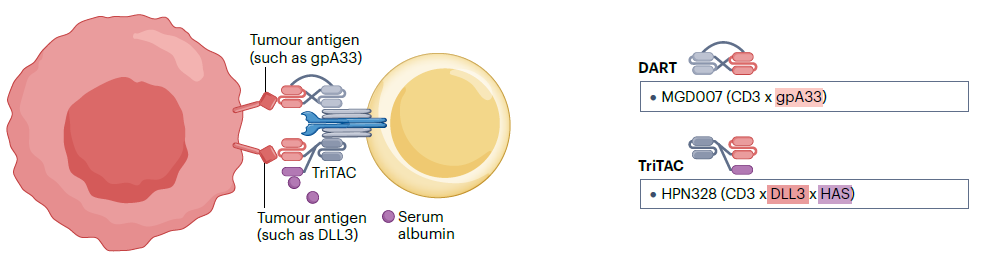 Tumour antigen
(such as gpA33)
TriTAC
Tumour antigen
(such as DLL3)
Serum
albumin
DART
• MGD007 (CD3 x gpA33)
TriTAC
• HPN328 (CD3 x DLL3 x HAS)